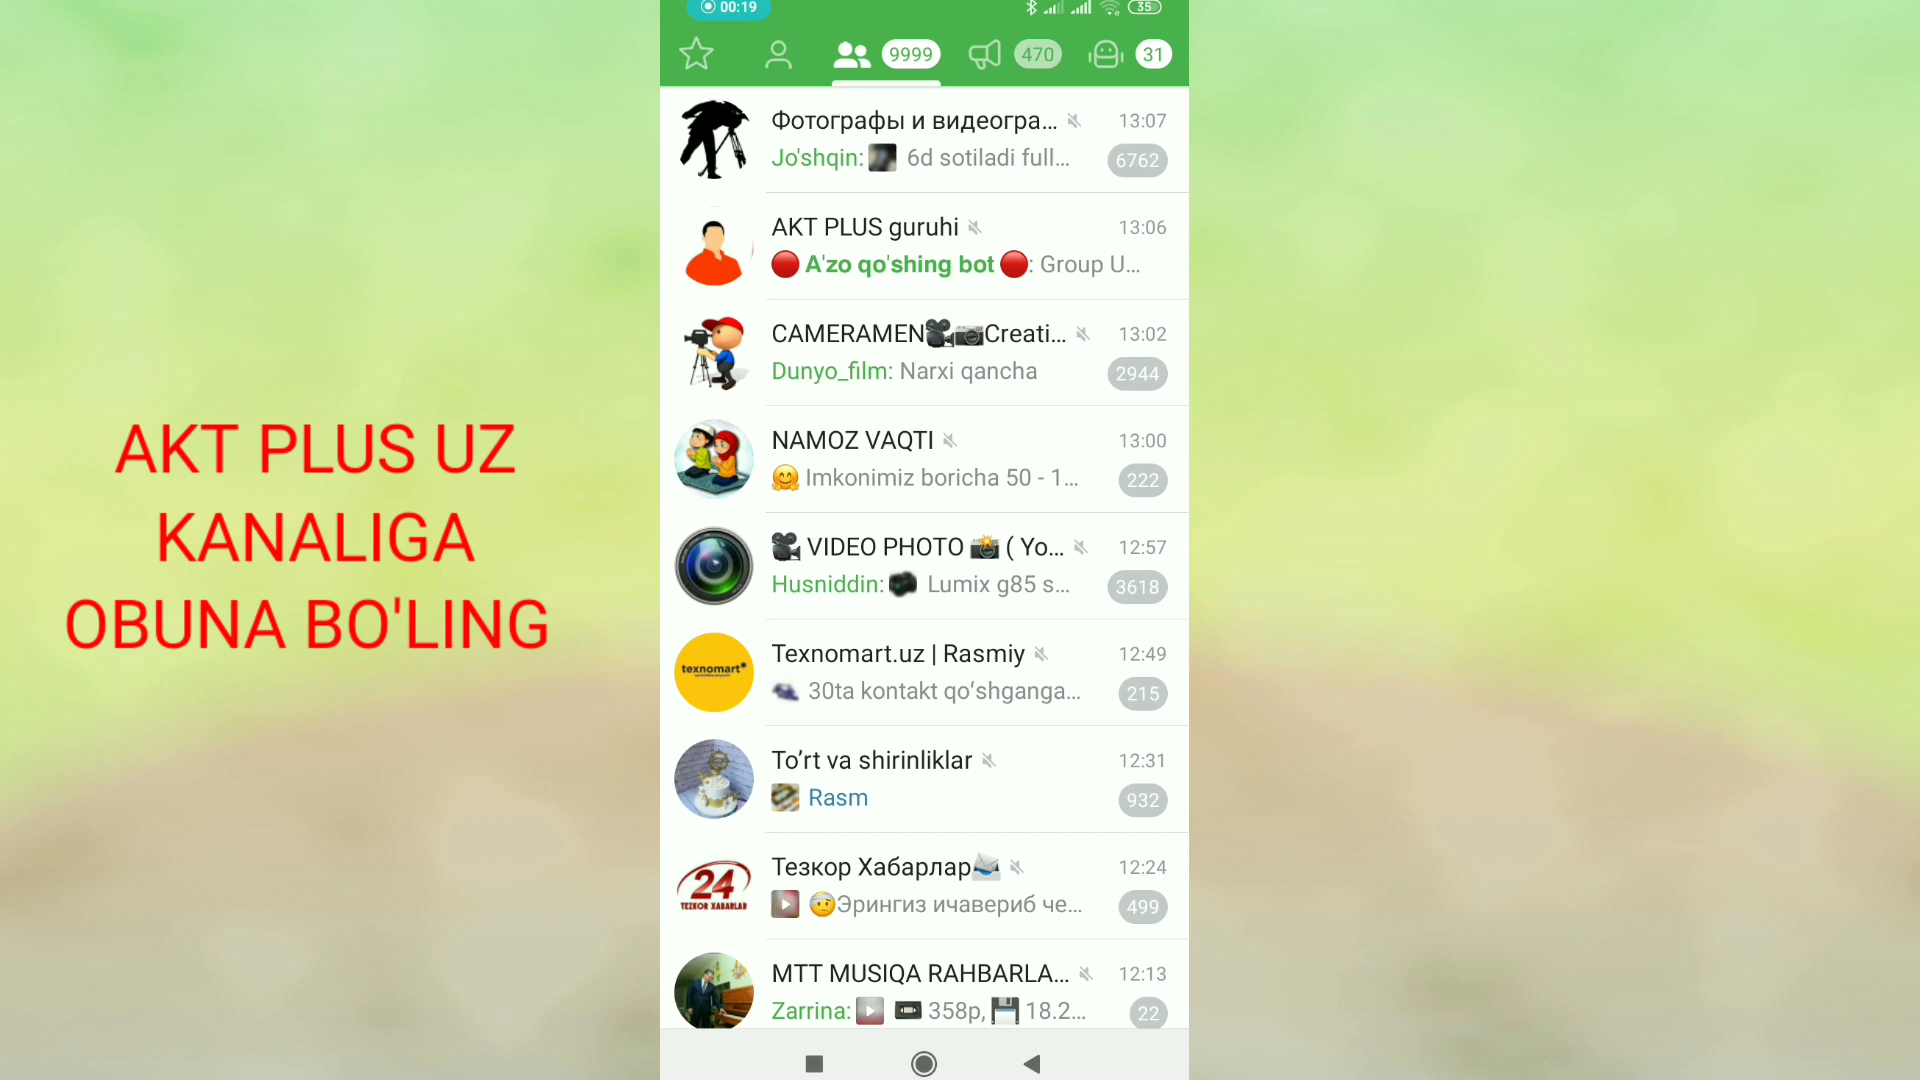 AKT PLUS UZ
KANALIGA
OBUNA BO'LING
00:19
35
9999
470
31
Фотографы и видеогра...
13:07
Jo'shqin: 6d sotiladi full...
6762
AKT PLUS guruhi
13:06
🔴 A'zo qo'shing bot 🔴: Group U...
CAMERAMEN🎥📷Creati...
13:02
Dunyo_film: Narxi qancha
2944
NAMOZ VAQTI
13:00
🤗 Imkonimiz boricha 50 - 1...
222
🎥 VIDEO PHOTO 📸 ( Yo...
12:57
Husniddin: Lumix g85 s...
3618
texnomart*
Texnomart.uz | Rasmiy
12:49
30ta kontakt qoʻshganga...
215
To’rt va shirinliklar
12:31
Rasm
932
24
TEZKOR XABARLAR
Тезкор Хабарлар📨
12:24
🤕Эрингиз ичавериб че...
499
MTT MUSIQA RAHBARLA...
12:13
Zarrina: 📼 358p, 💾 18.2...
22